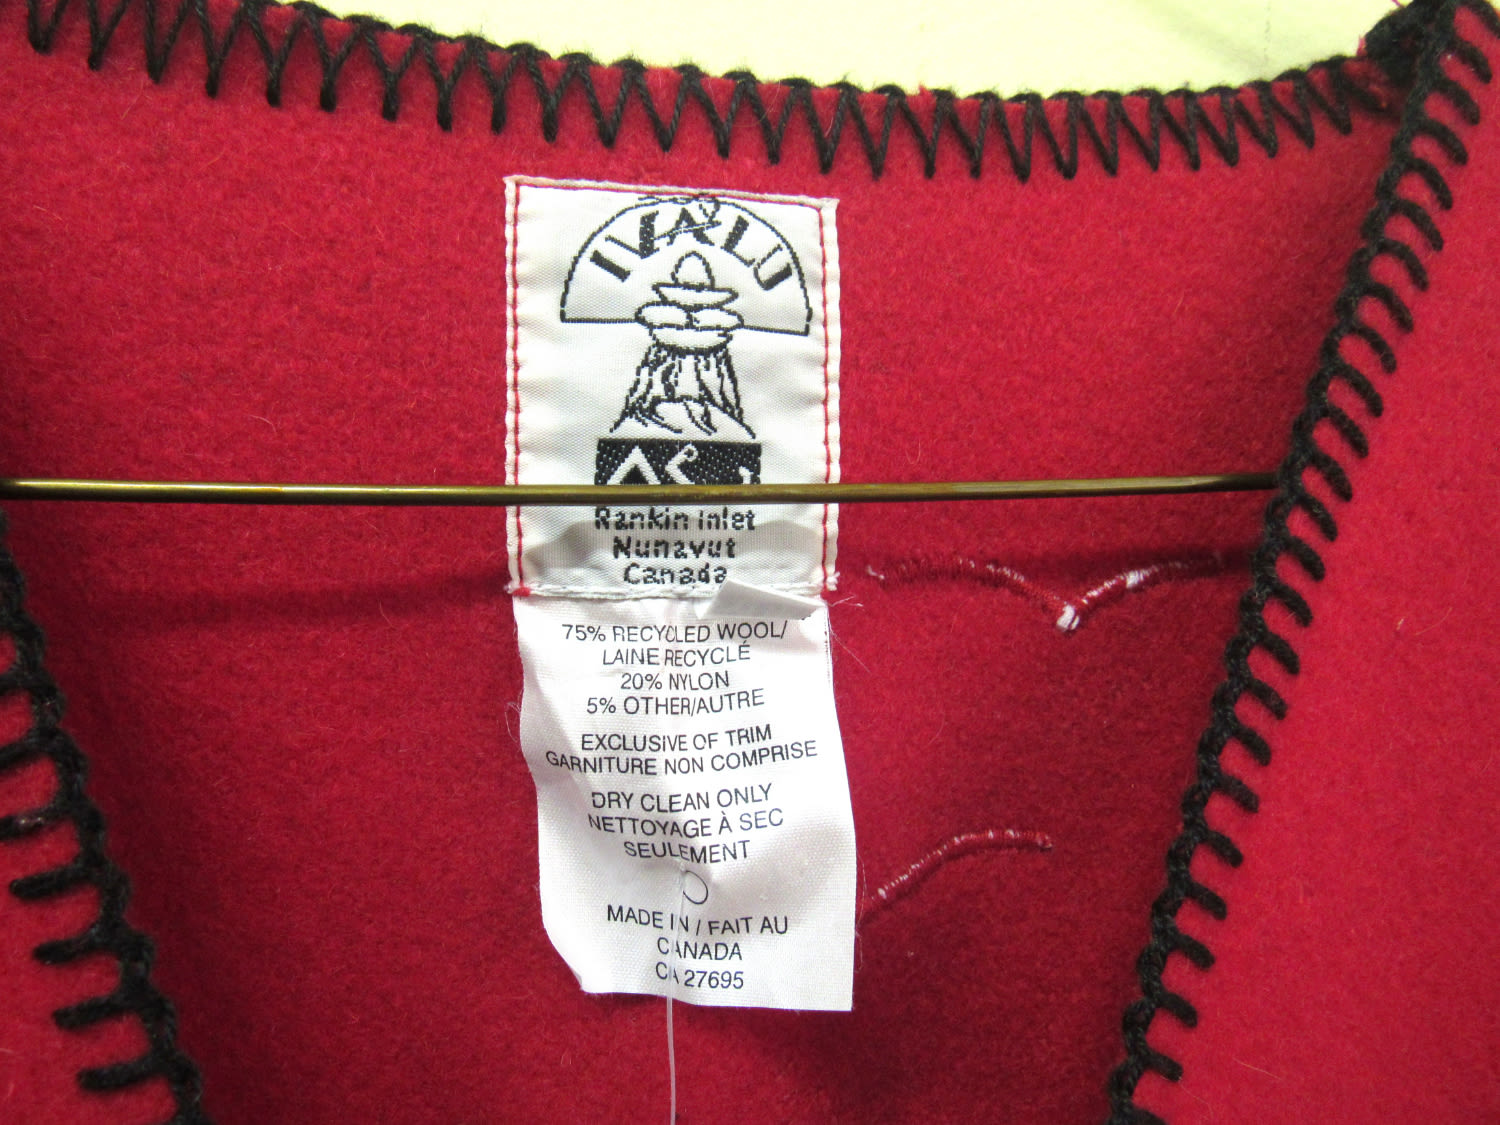 IVALU
Rankin Inlet
Nunavut
Canada
75% RECYCLED WOOL/
LAINE RECYCLÉ
20% NYLON
5% OTHER/AUTRE
EXCLUSIVE OF TRIM
GARNITURE NON COMPRISE
DRY CLEAN ONLY
NETTOYAGE À SEC
SEULEMENT
MADE IN / FAIT AU
CANADA
CA 27695